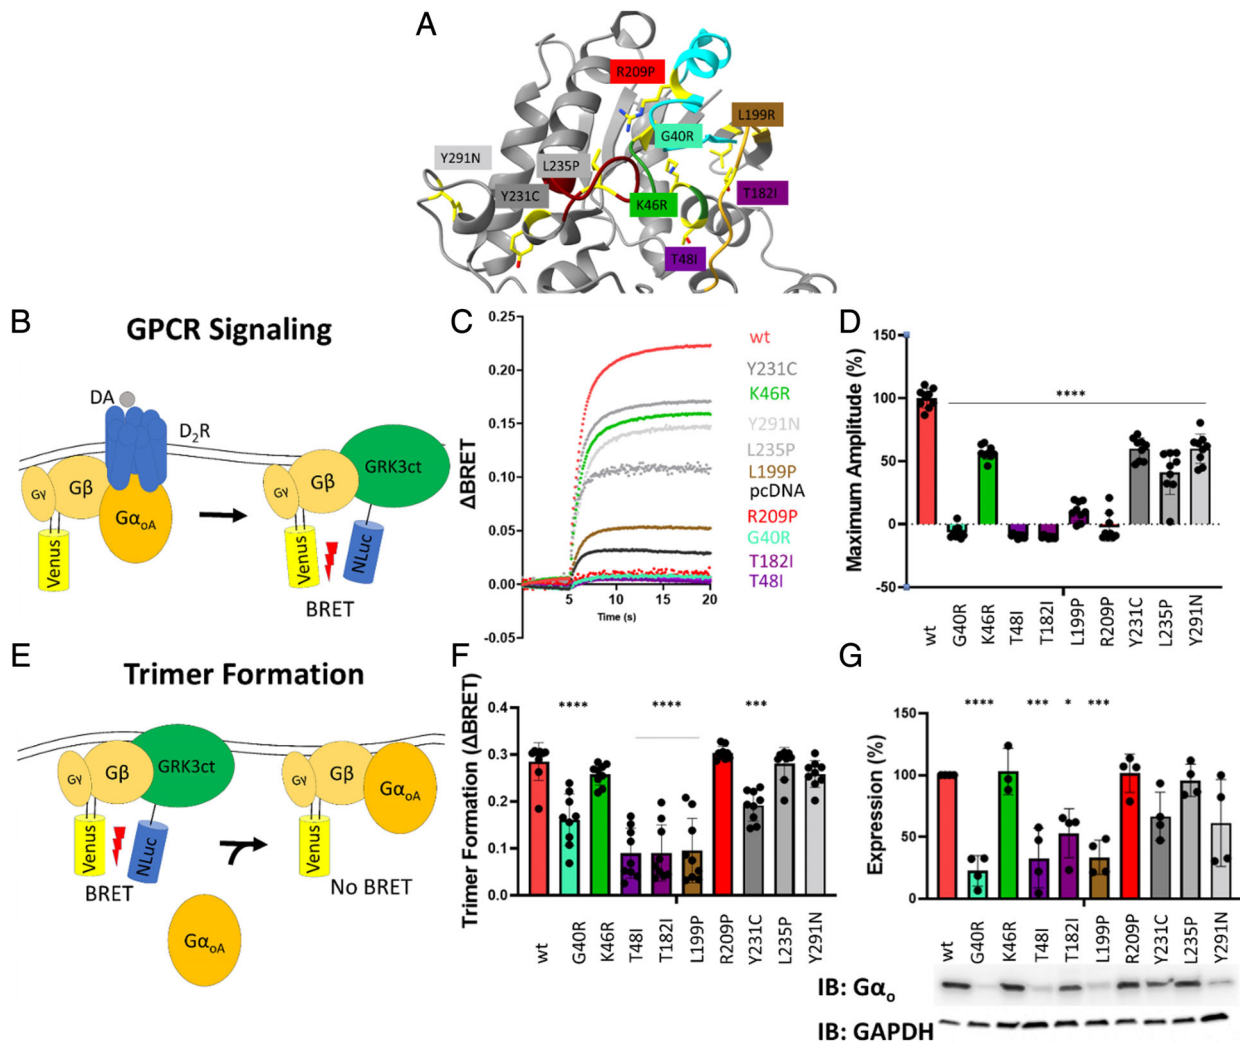 A
R209P
L199R
G40R
Y291N
L235P
Y231C
K46R
T182I
T48I
B
GPCR Signaling
DA
D2R
GRK3ct
Gγ
Gβ
GαoA
Venus
Gγ
Gβ
Venus
NLuc
BRET
C
ΔBRET
0.25
0.20
0.15
0.10
0.05
0.00
-0.05
5
10
15
20
Time (s)
wt
Y231C
K46R
Y291N
L235P
L199P
pcDNA
R209P
G40R
T182I
T48I
D
Maximum Amplitude (%)
150
100
50
0
-50
****
wt
G40R
K46R
T48I
T182I
L199P
R209P
Y231C
L235P
Y291N
E
Trimer Formation
Gγ
Gβ
GRK3ct
Venus
NLuc
BRET
GαoA
Gγ
Gβ
GαoA
Venus
No BRET
F
Trimer Formation (ΔBRET)
0.4
0.3
0.2
0.1
0.0
**** **** ***
wt
G40R
K46R
T48I
T182I
L199P
R209P
Y231C
L235P
Y291N
G
Expression (%)
150
100
50
0
**** *** * ***
wt
G40R
K46R
T48I
T182I
L199P
R209P
Y231C
L235P
Y291N
IB: Gαo
IB: GAPDH